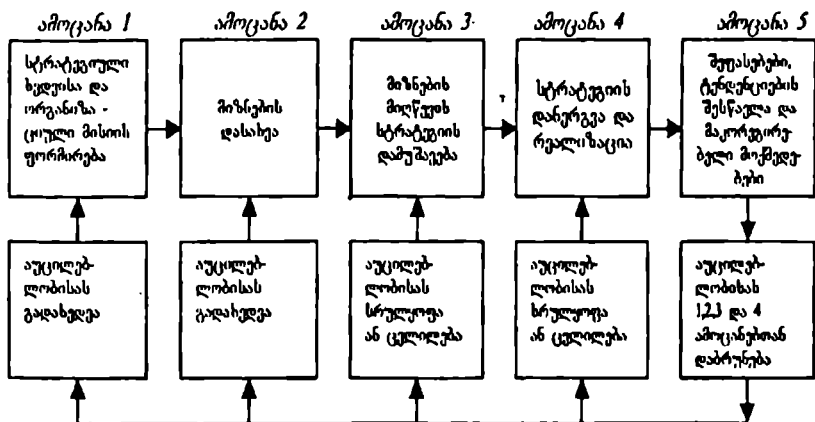 ამოცანა 1
ამოცანა 2
ამოცანა 3
ამოცანა 4
ამოცანა 5
სტრატეგიული
ხედვისა და
ორგანიზა -
ციული მისიის
ფორმირება
მიზნების
დასახვა
მიზნების
მიღწევის
სტრატეგიის
დამუშავება
სტრატეგიის
დანერგვა და
რეალიზაცია
შეფასებები,
ტენდენციების
შესწავლა და
მაკორეგირე-
ბელი მოქმედე-
ბები
აუცილებ-
ლობისას
გადახედვა
აუცილებ-
ლობისას
გადახედვა
აუცილებ-
ლობისას
სრულყოფა
ან ცვლილება
აუცილებ-
ლობისას
სრულყოფა
ან ცვლილება
აუცილებ-
ლობისას
1,2,3 და 4
ამოცანებთან
დაბრუნება